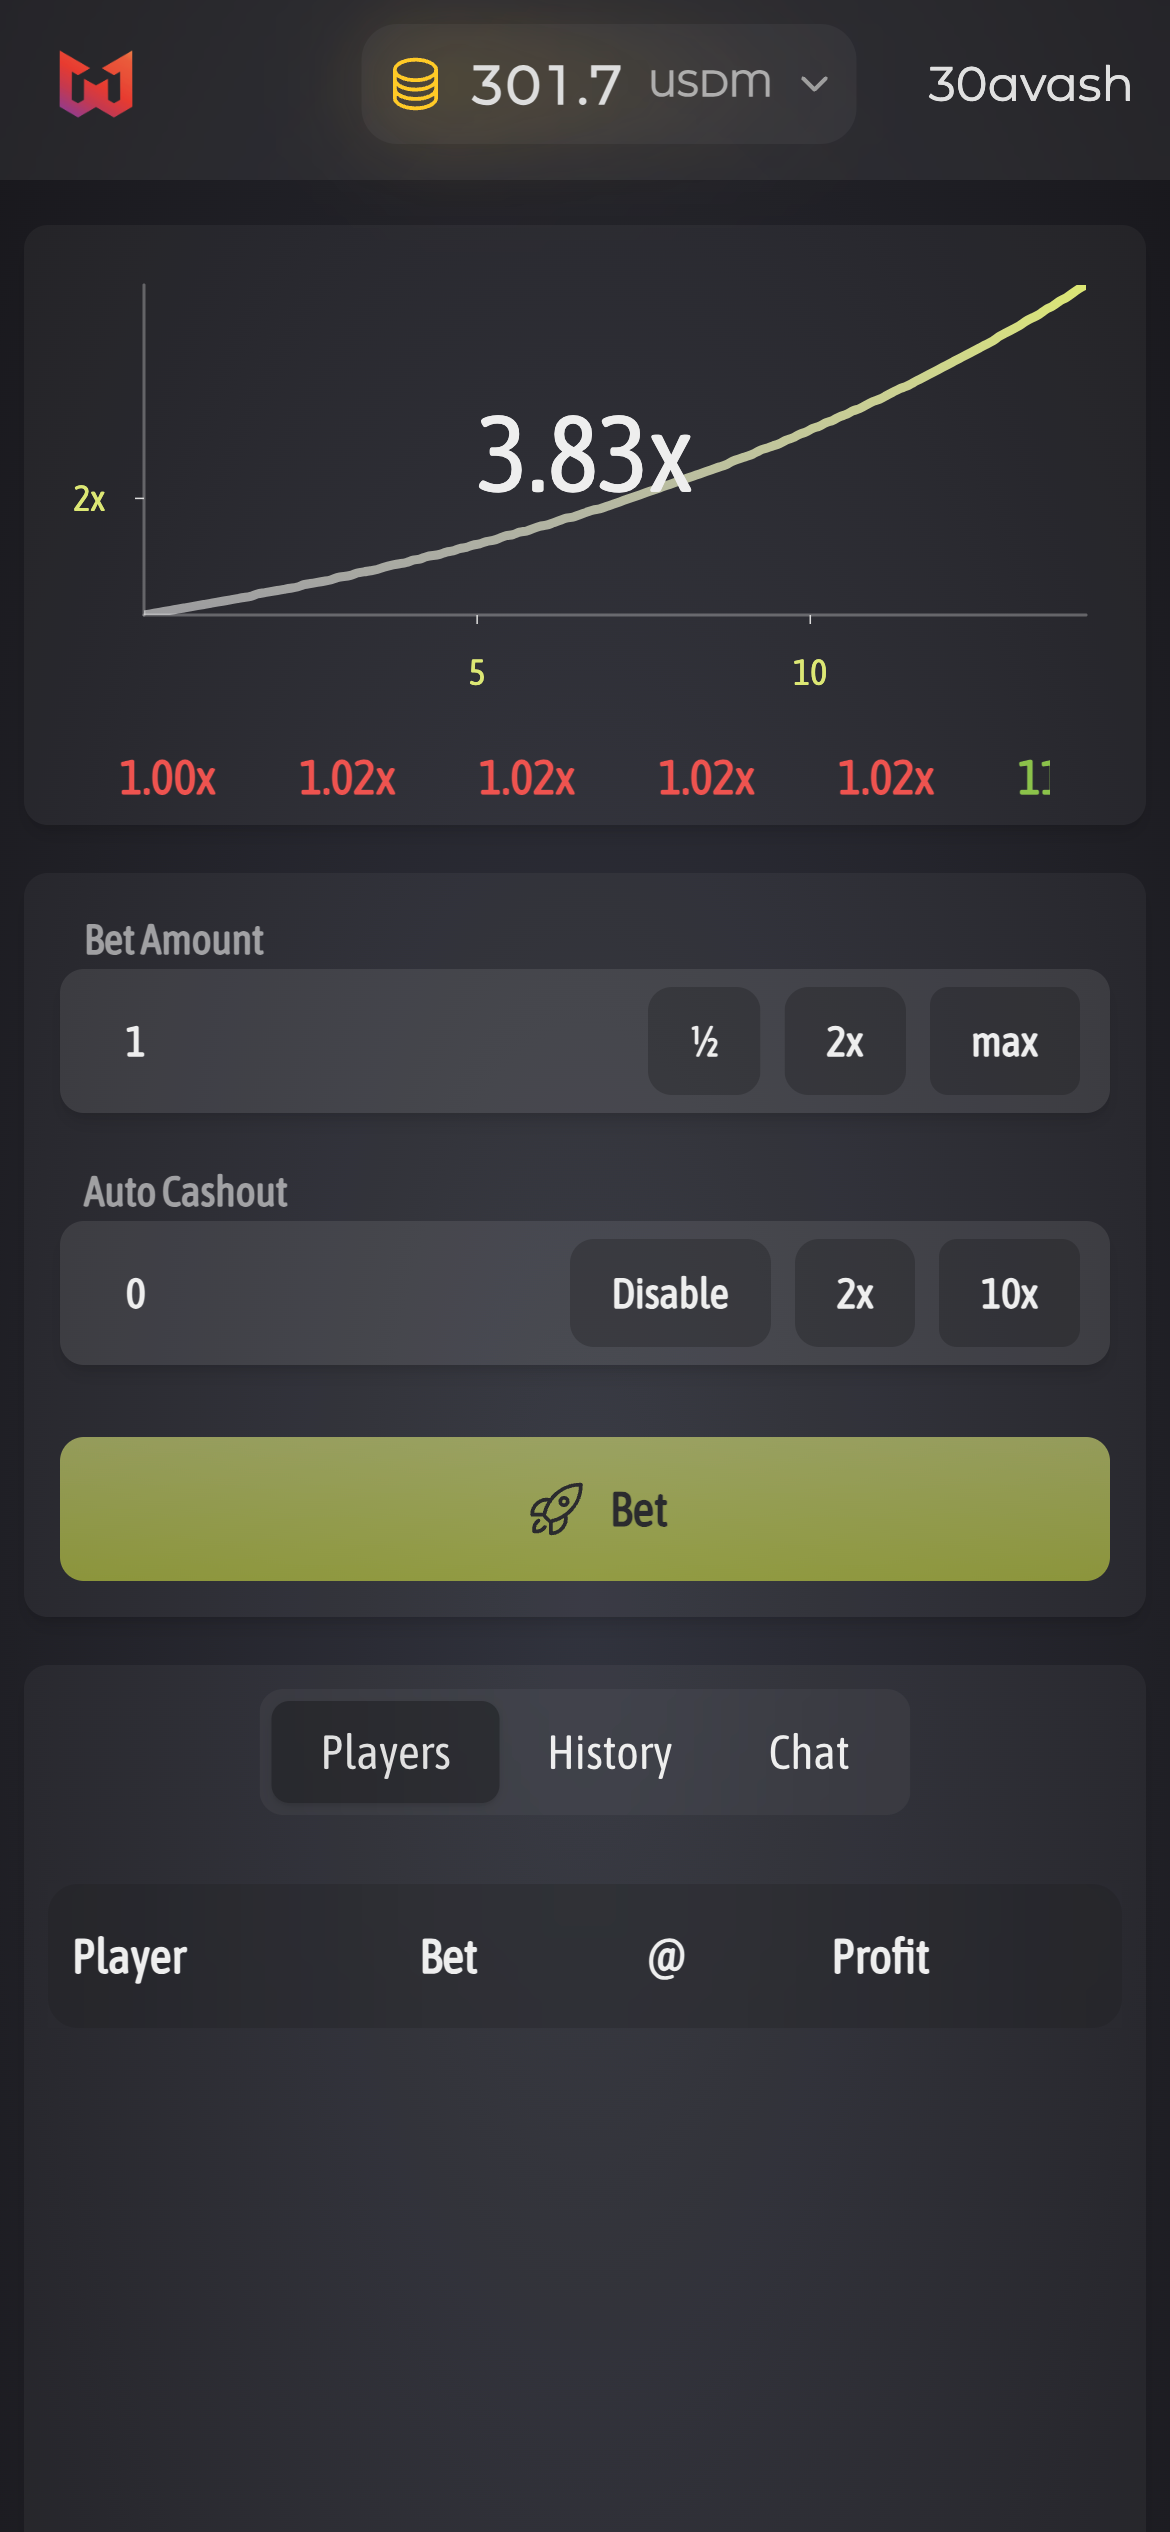 301.7 USDM 30avash
3.83x
2x
5 10
1.00x 1.02x 1.02x 1.02x 1.02x
Bet Amount
1 ½ 2x max
Auto Cashout
0 Disable 2x 10x
Bet
Players History Chat
Player Bet @ Profit